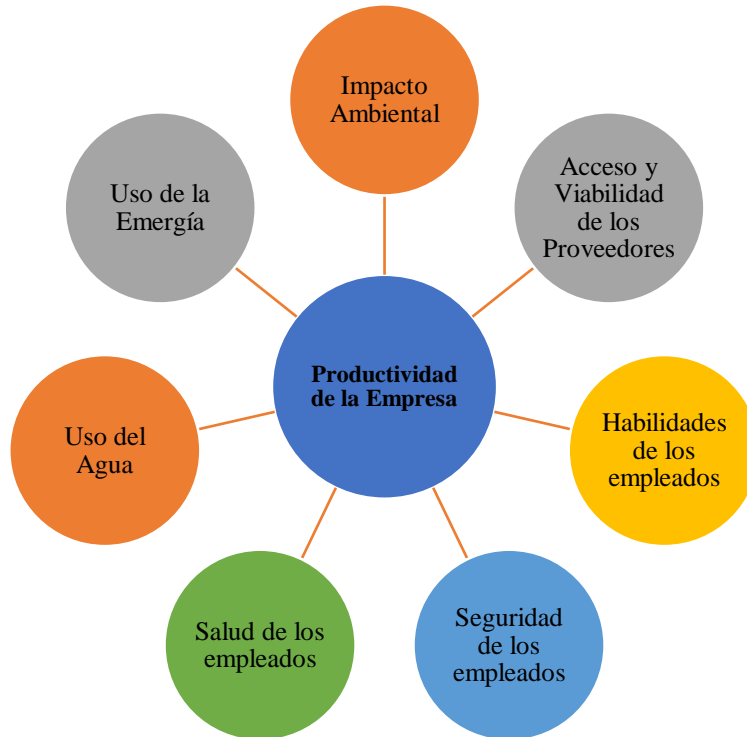 Impacto
Ambiental
Acceso y
Viabilidad
de los
Proveedores
Habilidades
de los
empleados
Seguridad
de los
empleados
Salud de los
empleados
Uso del
Agua
Uso de la
Emergía
Productividad
de la Empresa